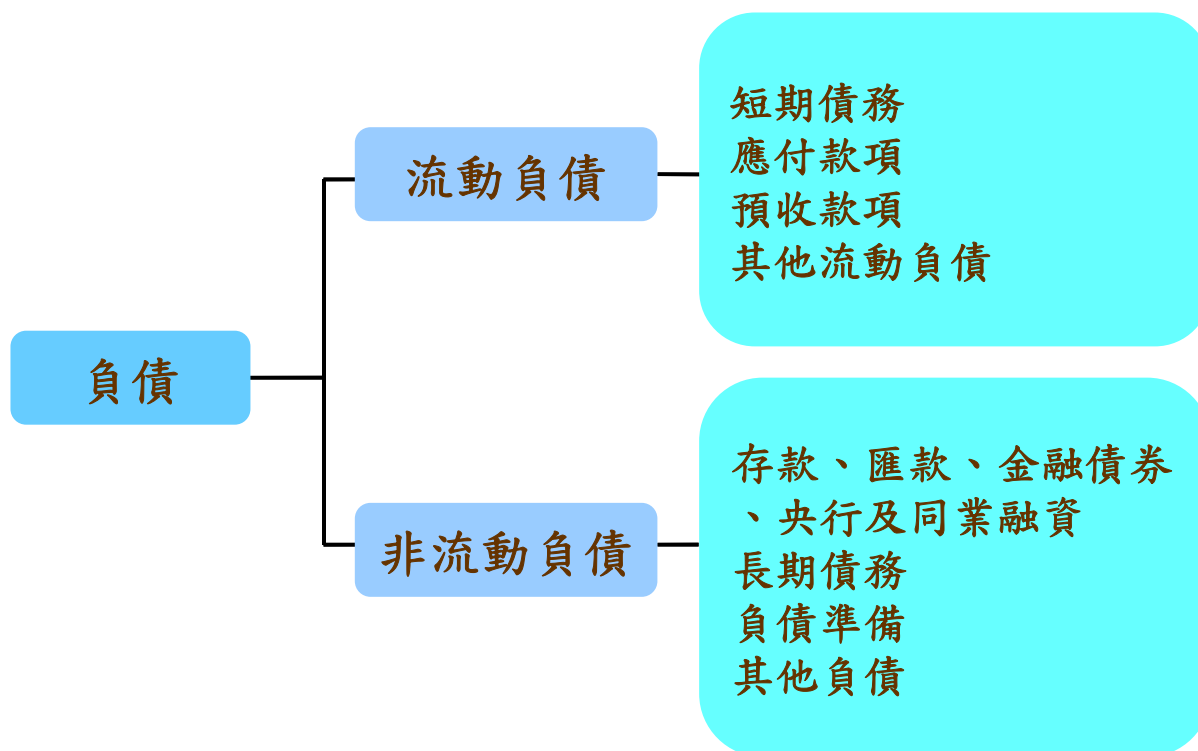 負債
流動負債
短期債務
應付款項
預收款項
其他流動負債
非流動負債
存款、匯款、金融債券
、央行及同業融資
長期債務
負債準備
其他負債